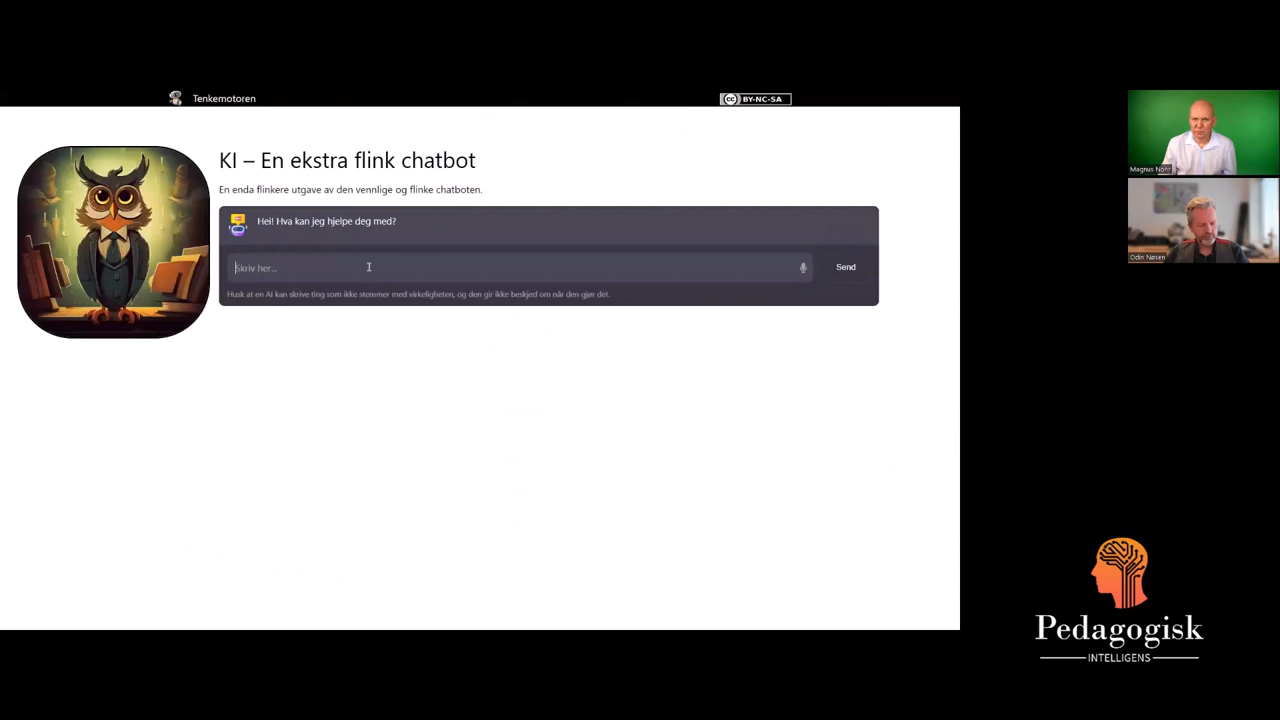 Tenkemotoren
CC BY-NC-SA
KI – En ekstra flink chatbot
En enda flinkere utgave av den vennlige og flinke chatboten.
Hei! Hva kan jeg hjelpe deg med?
Skriv her...
Send
Husk at en AI kan skrive ting som ikke stemmer med virkeligheten, og den gir ikke beskjed om når den gjør det.
Magnus Nohr
Odin Nøsen
Pedagogisk
INTELLIGENS